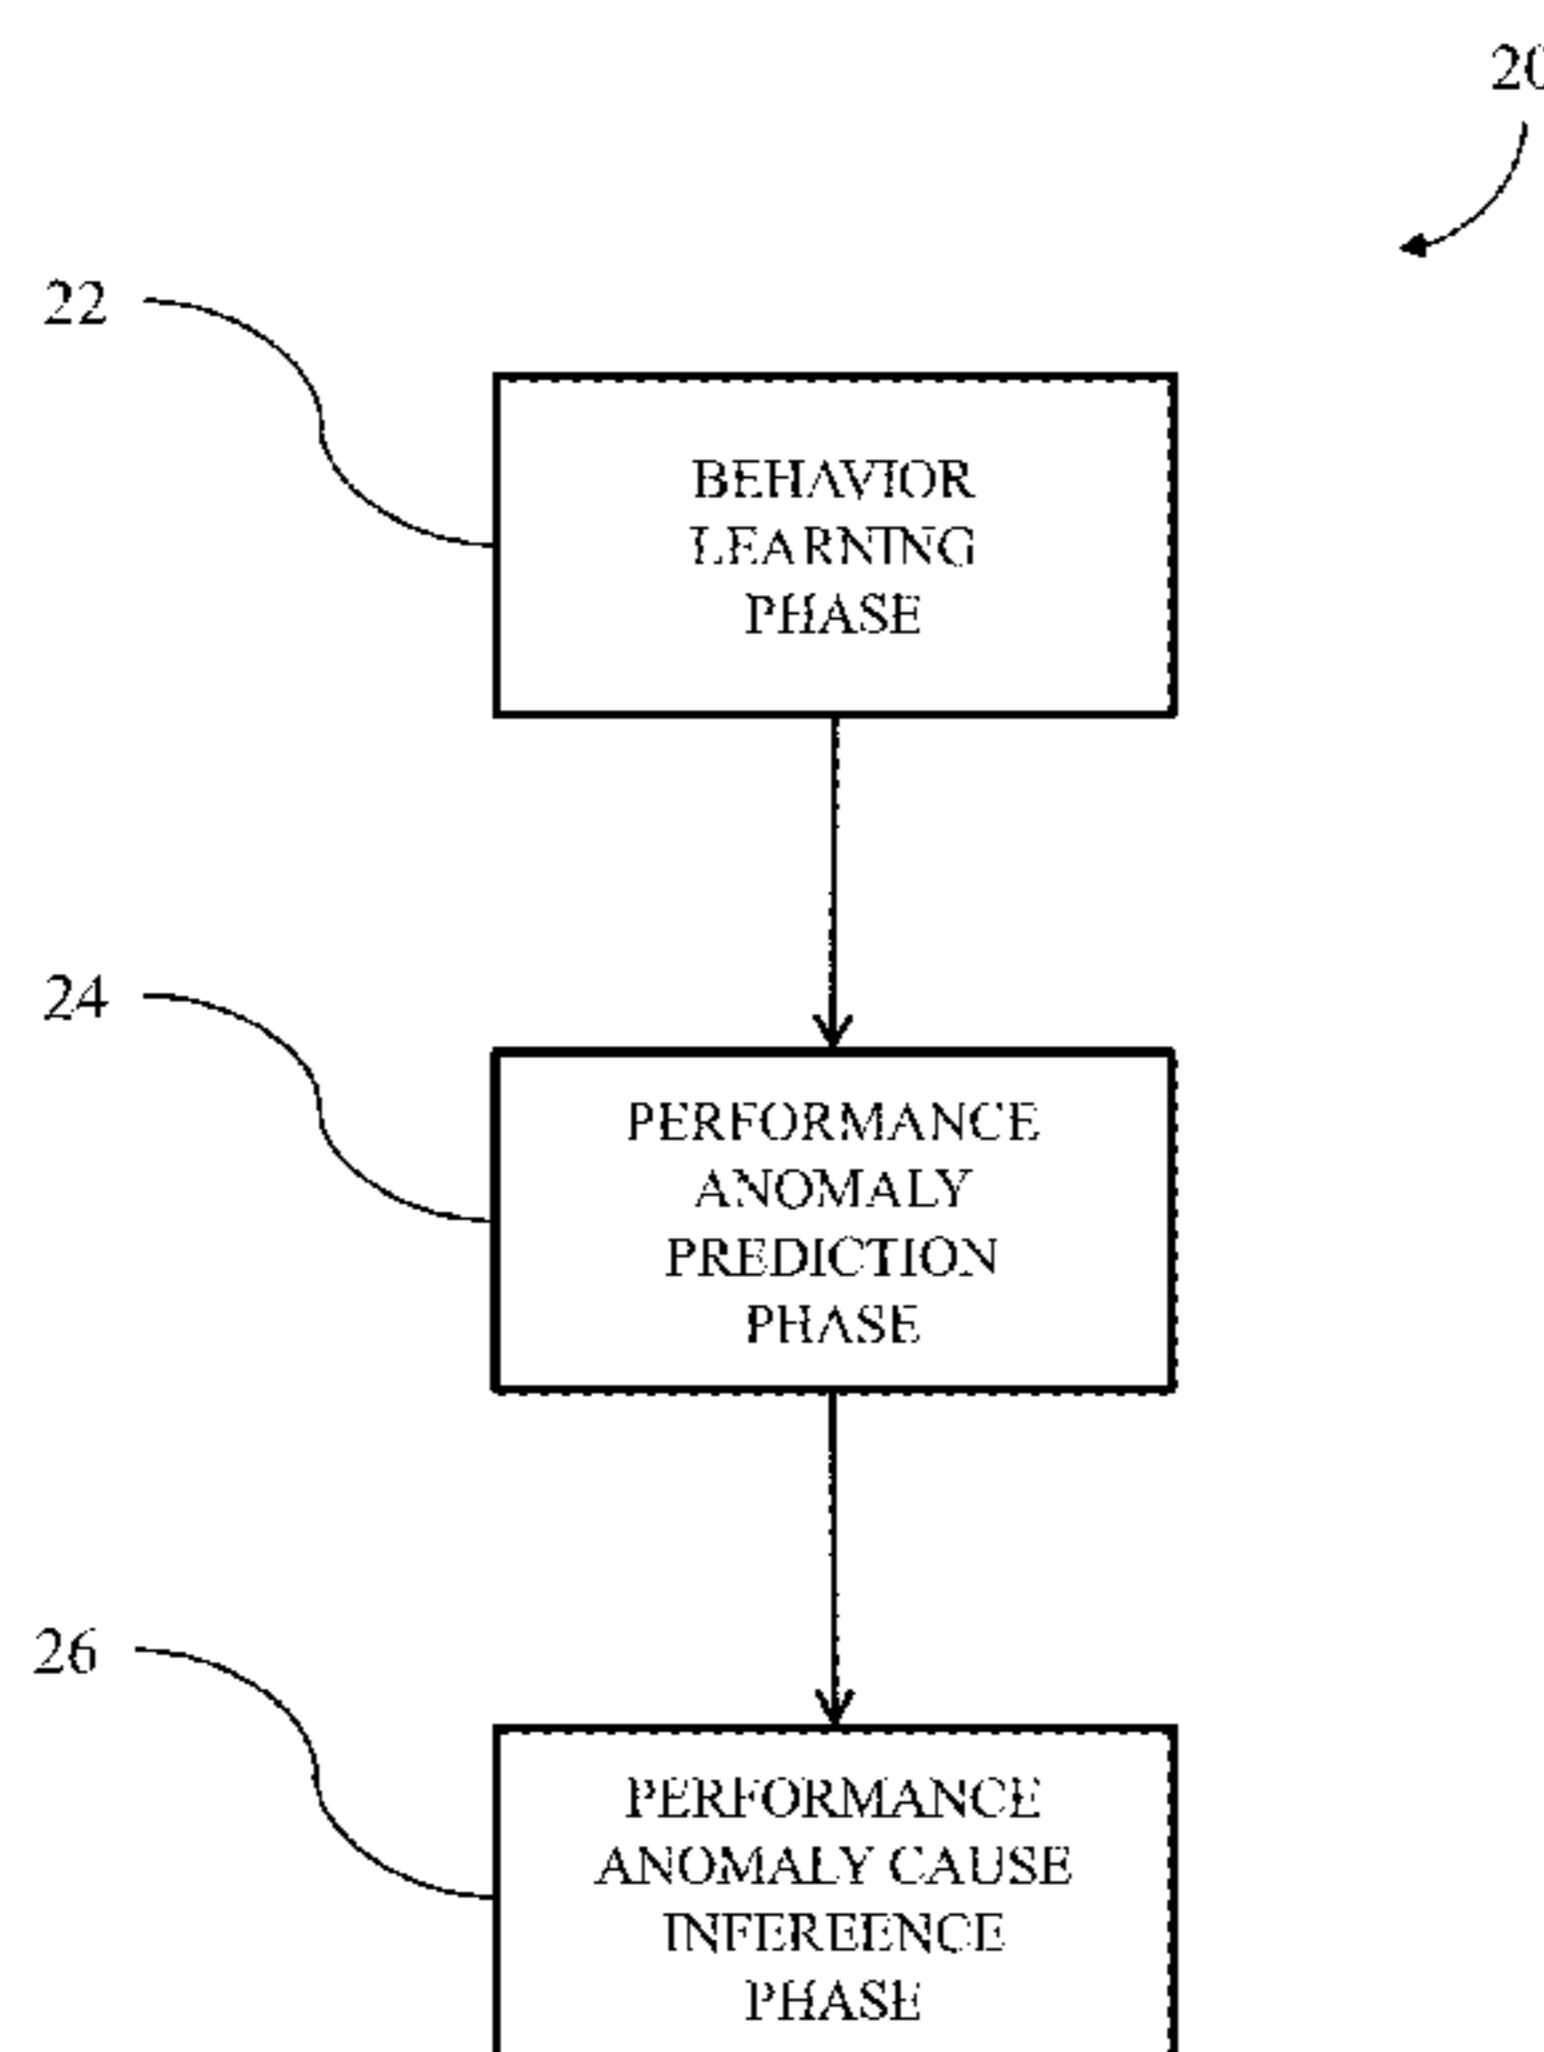 20
22
BEHAVIOR
LEARNING
PHASE
24
PERFORMANCE
ANOMALY
PREDICTION
PHASE
26
PERFORMANCE
ANOMALY CAUSE
INFEREENCE
PHASE